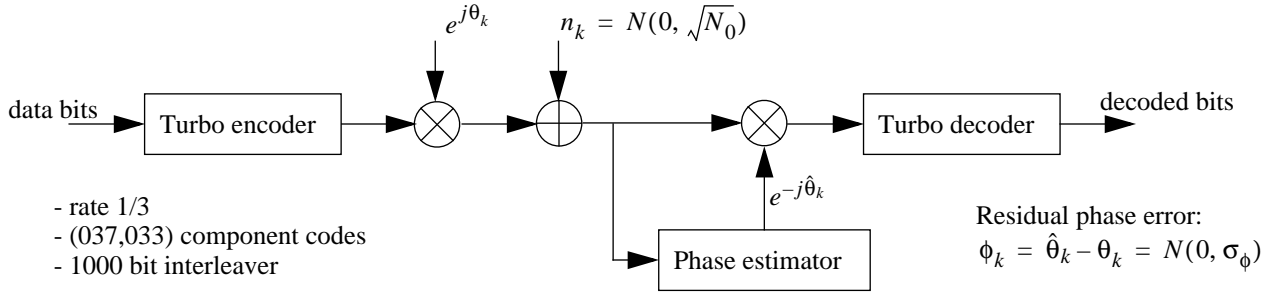 e^{jθ_k}
n_k = N(0, √N_0)
data bits
Turbo encoder
Turbo decoder
decoded bits
e^{-jθ̂_k}
- rate 1/3
- (037,033) component codes
- 1000 bit interleaver
Phase estimator
Residual phase error:
ϕ_k = θ̂_k – θ_k = N(0, σ_ϕ)